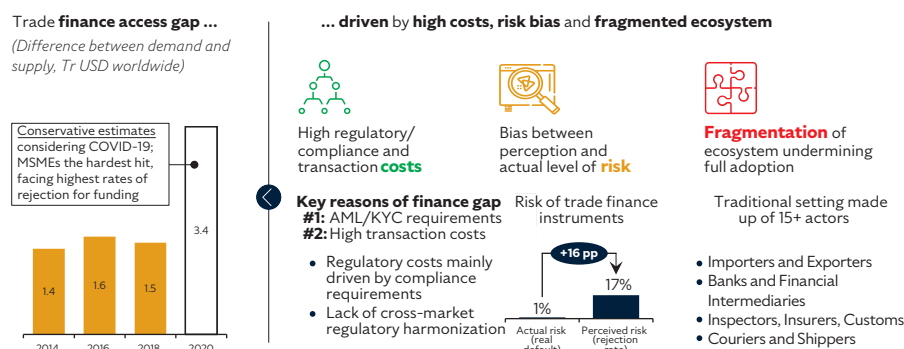 Trade finance access gap ...
(Difference between demand and
supply, Tr USD worldwide)
Conservative estimates
considering COVID-19;
MSMEs the hardest hit,
facing highest rates of
rejection for funding
1.4
1.6
1.5
3.4
2014 2016 2018 2020
... driven by high costs, risk bias and fragmented ecosystem
High regulatory/
compliance and
transaction costs
Key reasons of finance gap
#1: AML/KYC requirements
#2: High transaction costs
• Regulatory costs mainly
driven by compliance
requirements
• Lack of cross-market
regulatory harmonization
Bias between
perception and
actual level of risk
Risk of trade finance
instruments
+16 pp
1%
17%
Actual risk
(real
default)
Perceived risk
(rejection
rate)
Fragmentation of
ecosystem undermining
full adoption
Traditional setting made
up of 15+ actors
• Importers and Exporters
• Banks and Financial
Intermediaries
• Inspectors, Insurers, Customs
• Couriers and Shippers